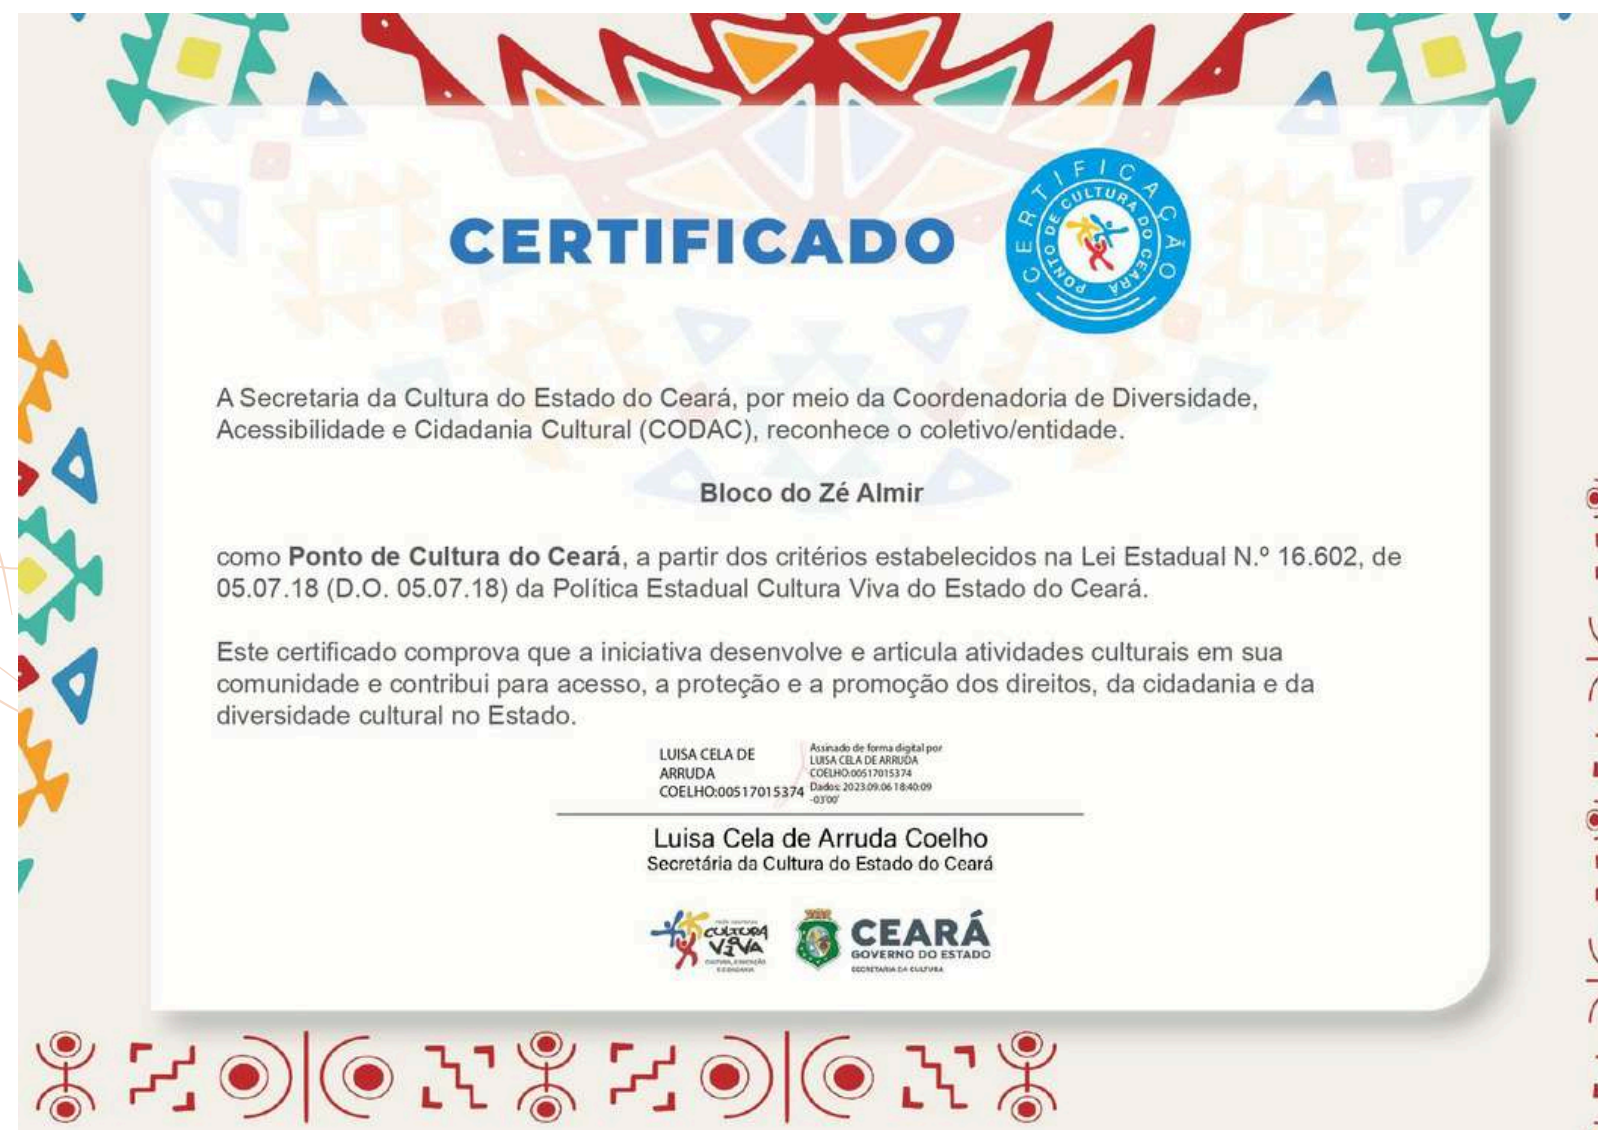 CERTIFICADO
CERTIFICAÇÃO
PONTO DE CULTURA DO CEARÁ
A Secretaria da Cultura do Estado do Ceará, por meio da Coordenadoria de Diversidade,
Acessibilidade e Cidadania Cultural (CODAC), reconhece o coletivo/entidade.
Bloco do Zé Almir
como Ponto de Cultura do Ceará, a partir dos critérios estabelecidos na Lei Estadual N.º 16.602, de
05.07.18 (D.O. 05.07.18) da Política Estadual Cultura Viva do Estado do Ceará.
Este certificado comprova que a iniciativa desenvolve e articula atividades culturais em sua
comunidade e contribui para acesso, a proteção e a promoção dos direitos, da cidadania e da
diversidade cultural no Estado.
LUISA CELA DE
ARRUDA
COELHO:00517015374
Assinado de forma digital por
LUISA CELA DE ARRUDA
COELHO:00517015374
Dados: 2023.09.06 18:40:09
-03'00'
Luisa Cela de Arruda Coelho
Secretária da Cultura do Estado do Ceará
CULTURA
VIVA
CEARÁ
GOVERNO DO ESTADO
SECRETARIA DA CULTURA